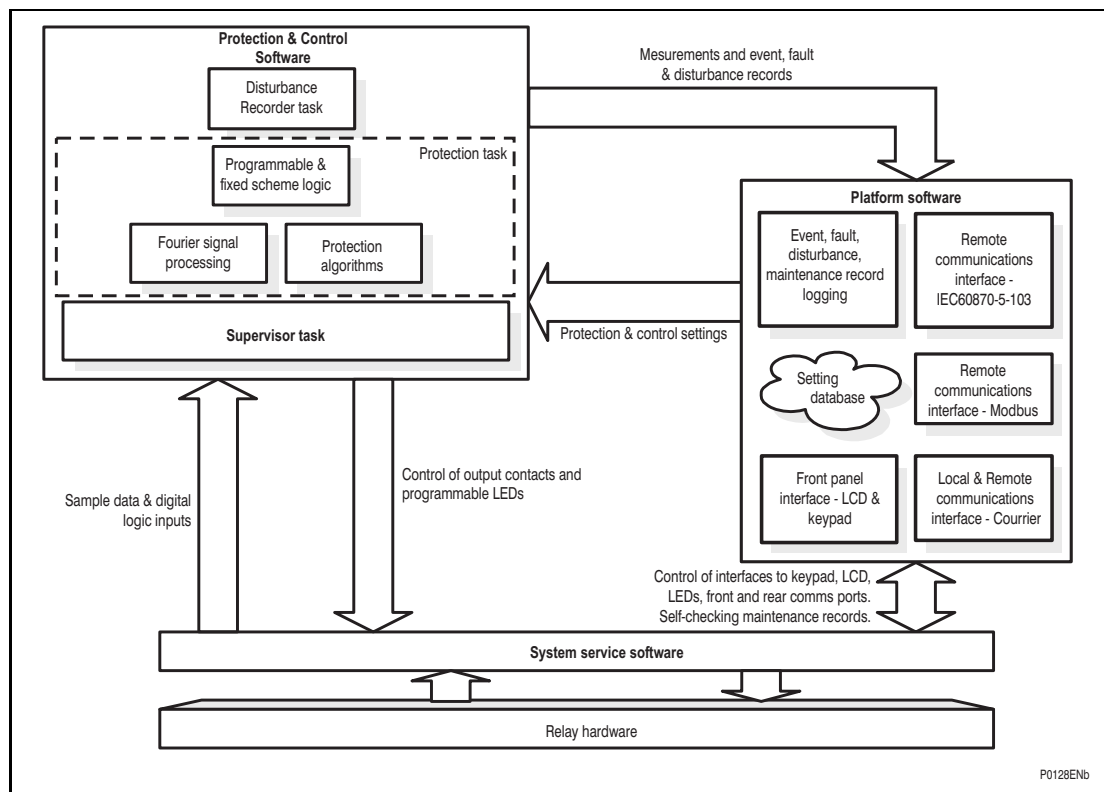 Protection & Control
Software
Disturbance
Recorder task
Protection task
Programmable &
fixed scheme logic
Fourier signal
processing
Protection
algorithms
Supervisor task
Mesurements and event, fault
& disturbance records
Protection & control settings
Platform software
Event, fault,
disturbance,
maintenance record
logging
Remote
communications
interface -
IEC60870-5-103
Setting
database
Remote
communications
interface - Modbus
Front panel
interface - LCD &
keypad
Local & Remote
communications
interface - Courrier
Sample data & digital
logic inputs
Control of output contacts and
programmable LEDs
Control of interfaces to keypad, LCD,
LEDs, front and rear comms ports.
Self-checking maintenance records.
System service software
Relay hardware
P0128ENb